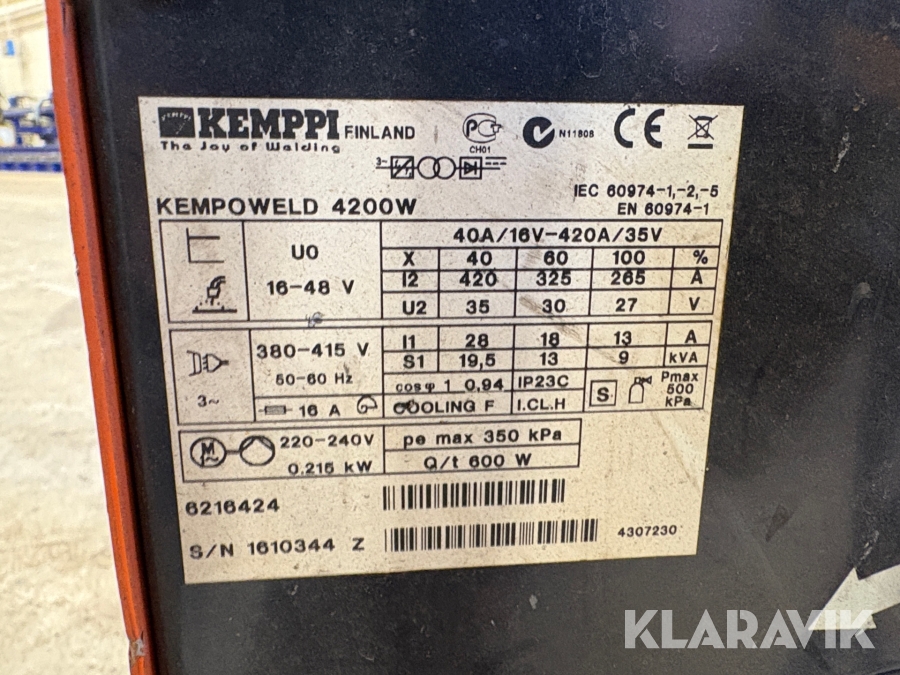 KEMPPI FINLAND
The Joy of Welding
CH01
N11808
CE
3~
IEC 60974-1,-2,-5
EN 60974-1
KEMPOWELD 4200W
U0
16-48 V
40A/16V-420A/35V
X 40 60 100 %
I2 420 325 265 A
U2 35 30 27 V
3~
380-415 V
50-60 Hz
16 A
I1 28 18 13 A
S1 19,5 13 9 kVA
cosφ 1 0,94 IP23C
COOLING F I.CL.H
S
Pmax
500
kPa
M
220-240V
0.215 kW
pe max 350 kPa
Q/t 600 W
6216424
S/N 1610344 Z
4307230
KLARAVIK